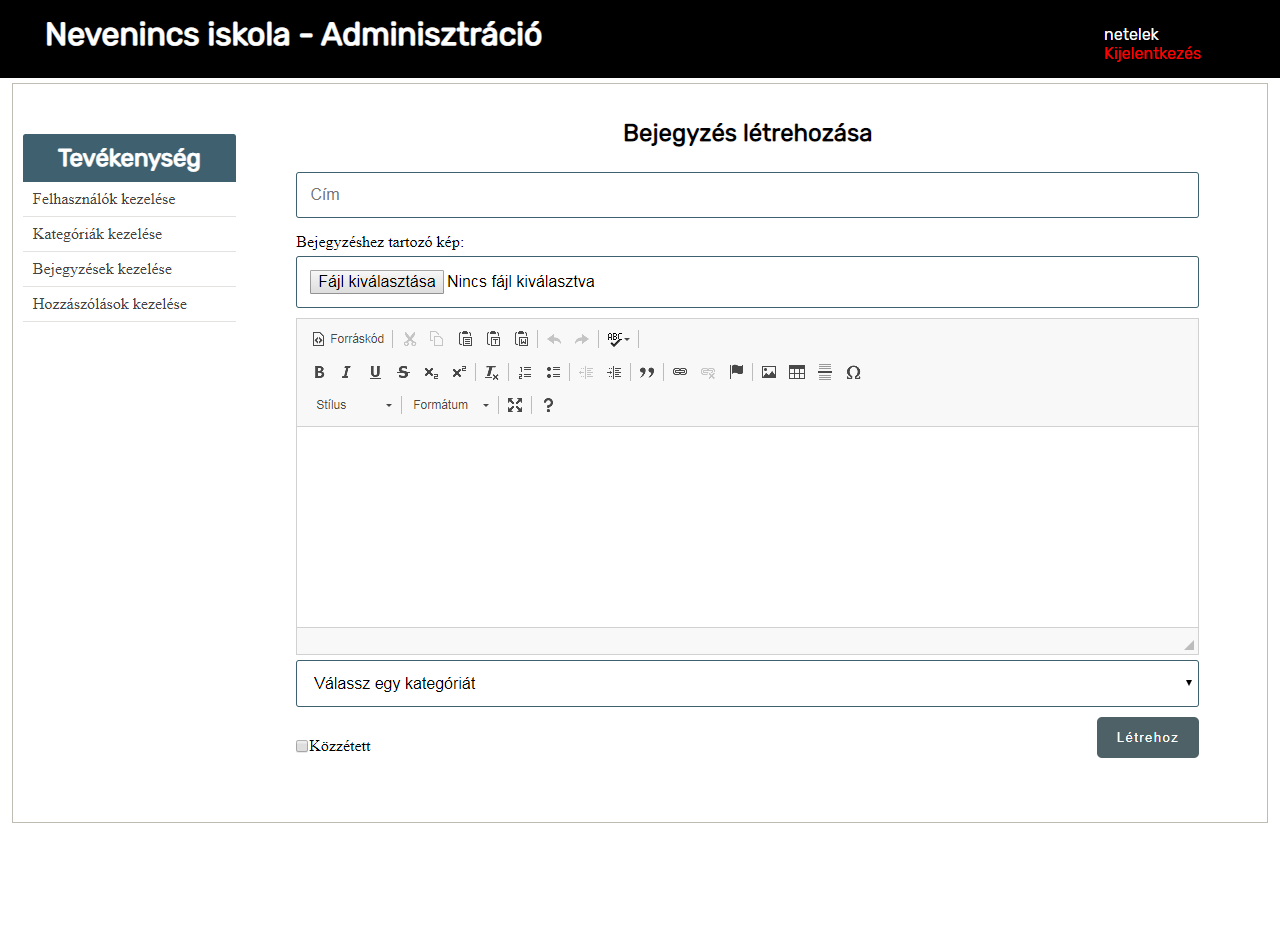 Nevenincs iskola - Adminisztráció
netelek
Kijelentkezés
Tevékenység
Felhasználók kezelése
Kategóriák kezelése
Bejegyzések kezelése
Hozzászólások kezelése
Bejegyzés létrehozása
Cím
Bejegyzéshez tartozó kép:
Fájl kiválasztása Nincs fájl kiválasztva
Forráskód
Stílus Formátum
Válassz egy kategóriát
Közzétett
Létrehoz